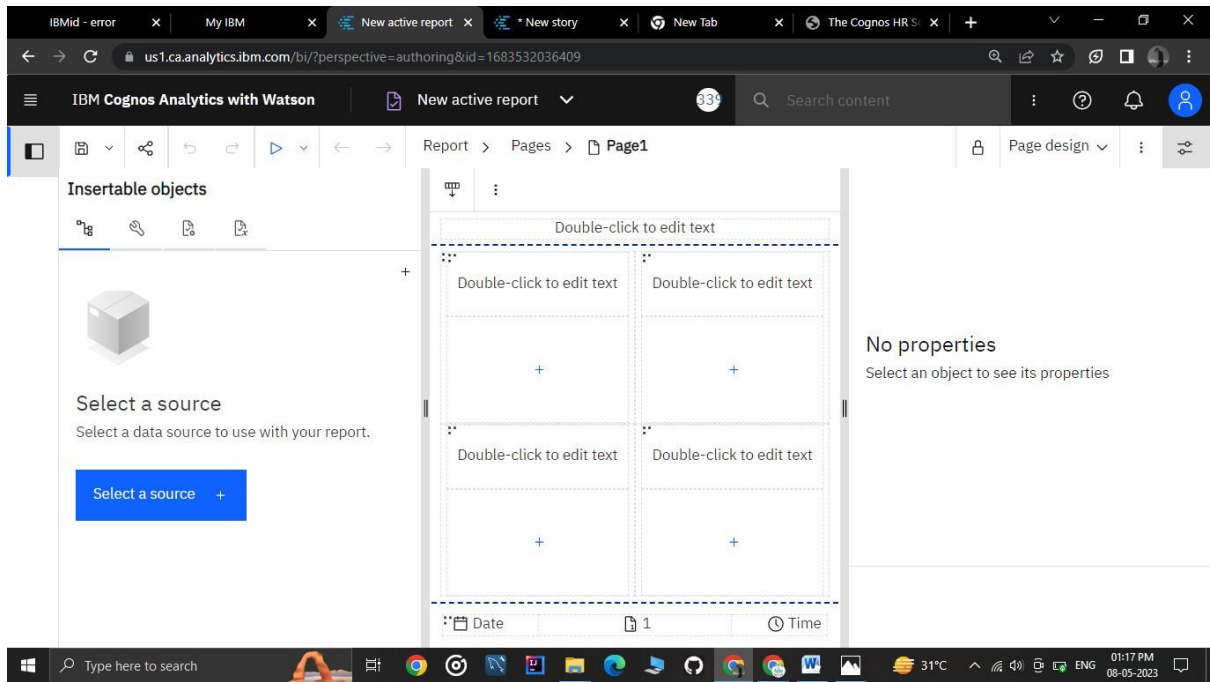 IBMid - error
My IBM
New active report
* New story
New Tab
The Cognos HR Sc
us1.ca.analytics.ibm.com/bi/?perspective=authoring&id=1683532036409
IBM Cognos Analytics with Watson
New active report
339
Search content
Report > Pages > Page1
Page design
Insertable objects
Double-click to edit text
Double-click to edit text Double-click to edit text
Select a source
Select a data source to use with your report.
Select a source +
No properties
Select an object to see its properties
Double-click to edit text Double-click to edit text
Date 1 Time
Type here to search
31°C
ENG
01:17 PM
08-05-2023